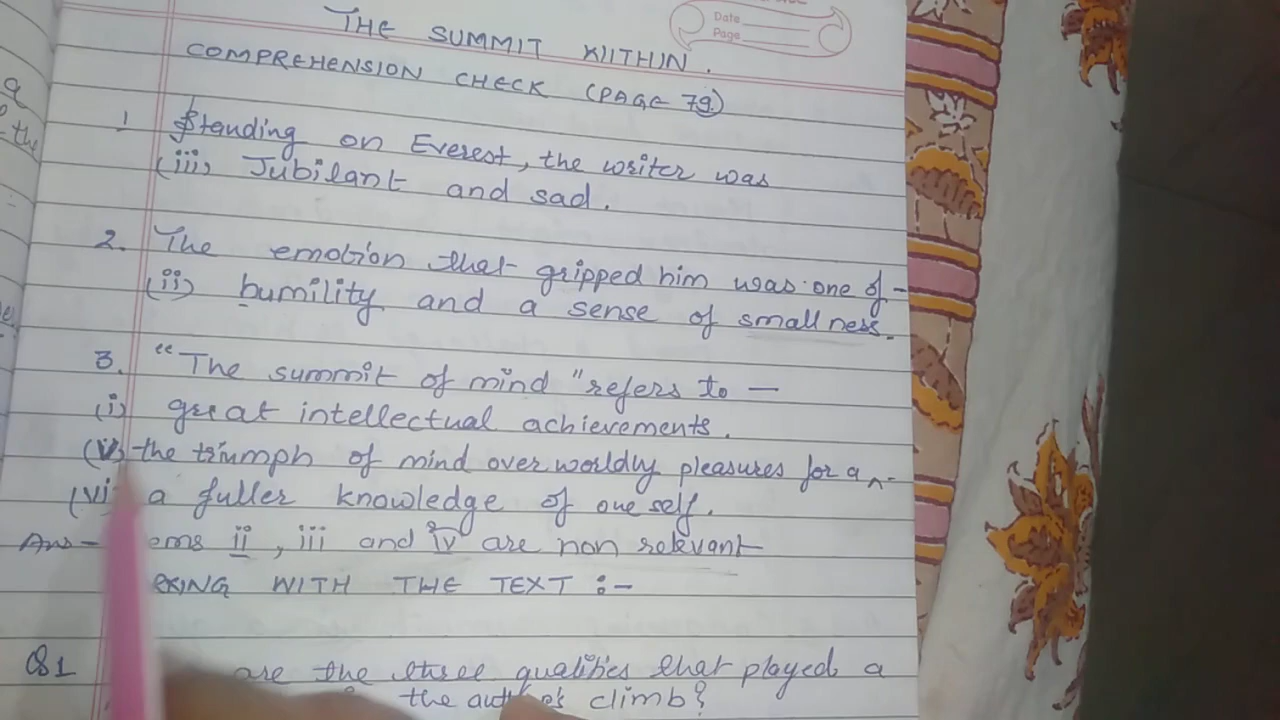 Date
Page
THE SUMMIT WITHIN.
COMPREHENSION CHECK (PAGE 79)
1 Standing on Everest, the writer was
(iii) Jubilant and sad.
2. The emotion that gripped him was one of -
(ii) humility and a sense of smallness.
3. "The summit of mind" refers to —
(i) great intellectual achievements.
(v) the triumph of mind over worldly pleasures for a
(vi) a fuller knowledge of oneself.
Ans - ems ii, iii and iv are non relevant
RKING WITH THE TEXT :-
Q1 are the three qualities that played a
the author's climb?